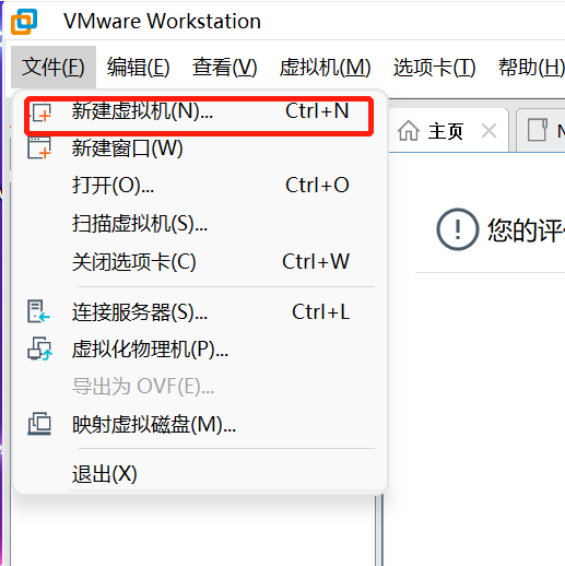 VMware Workstation
文件(F) 编辑(E) 查看(V) 虚拟机(M) 选项卡(T) 帮助(H)
新建虚拟机(N)... Ctrl+N
主页
新建窗口(W)
打开(O)... Ctrl+O
扫描虚拟机(S)...
您的评
关闭选项卡(C) Ctrl+W
连接服务器(S)... Ctrl+L
虚拟化物理机(P)...
导出为 OVF(E)...
映射虚拟磁盘(M)...
退出(X)